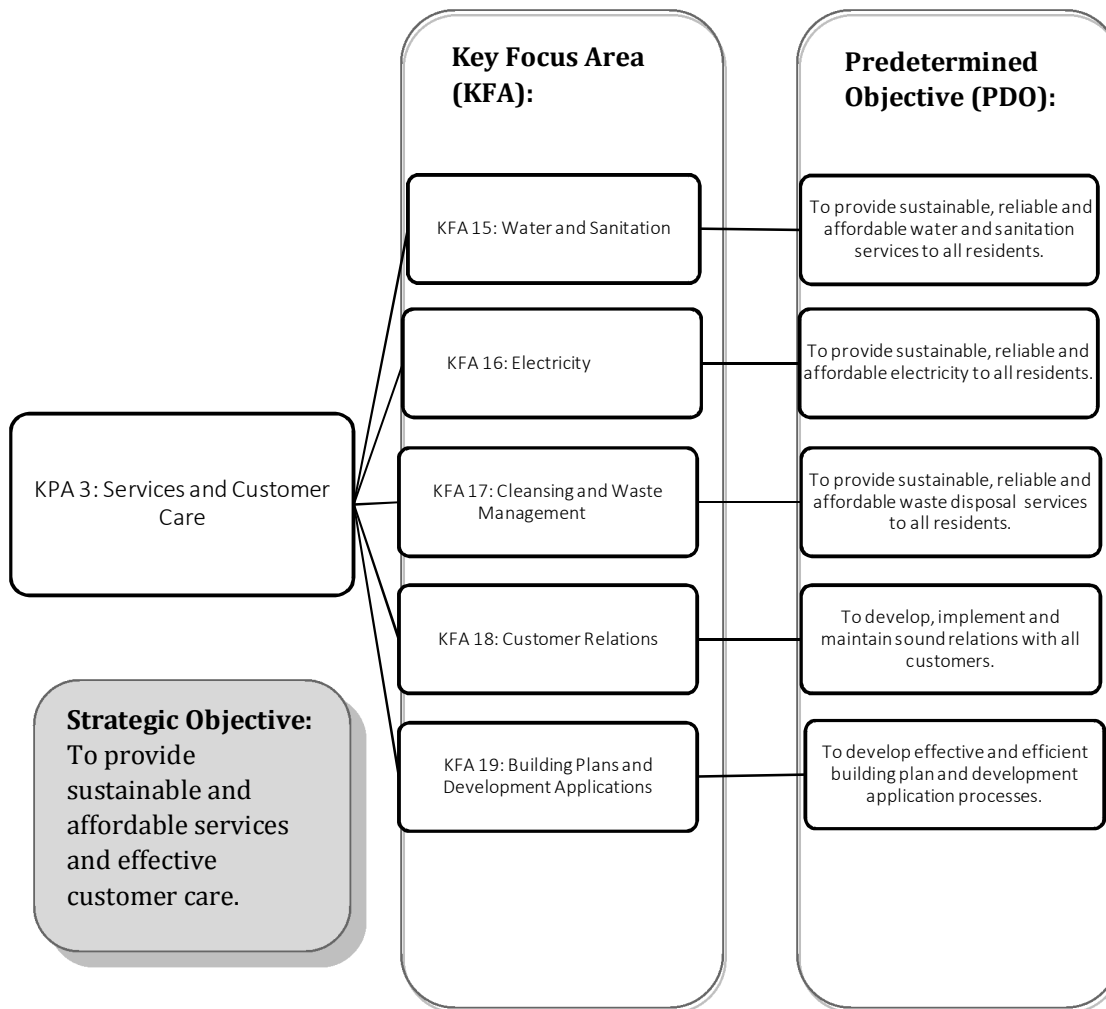 Key Focus Area
(KFA):
Predetermined
Objective (PDO):
KFA 15: Water and Sanitation
To provide sustainable, reliable and
affordable water and sanitation
services to all residents.
KFA 16: Electricity
To provide sustainable, reliable and
affordable electricity to all residents.
KPA 3: Services and Customer
Care
KFA 17: Cleansing and Waste
Management
To provide sustainable, reliable and
affordable waste disposal services
to all residents.
KFA 18: Customer Relations
To develop, implement and
maintain sound relations with all
customers.
KFA 19: Building Plans and
Development Applications
To develop effective and efficient
building plan and development
application processes.
Strategic Objective:
To provide
sustainable and
affordable services
and effective
customer care.